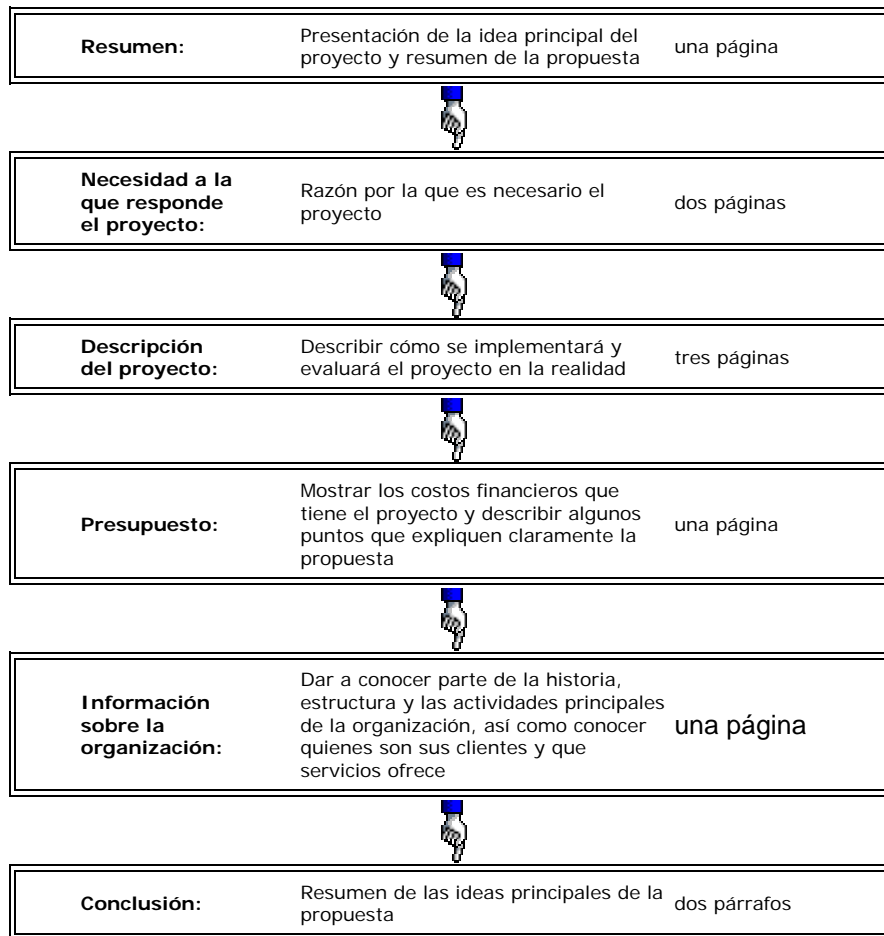 Resumen:
Presentación de la idea principal del
proyecto y resumen de la propuesta
una página
Necesidad a la
que responde
el proyecto:
Razón por la que es necesario el
proyecto
dos páginas
Descripción
del proyecto:
Describir cómo se implementará y
evaluará el proyecto en la realidad
tres páginas
Presupuesto:
Mostrar los costos financieros que
tiene el proyecto y describir algunos
puntos que expliquen claramente la
propuesta
una página
Información
sobre la
organización:
Dar a conocer parte de la historia,
estructura y las actividades principales
de la organización, así como conocer
quienes son sus clientes y que
servicios ofrece
una página
Conclusión:
Resumen de las ideas principales de la
propuesta
dos párrafos